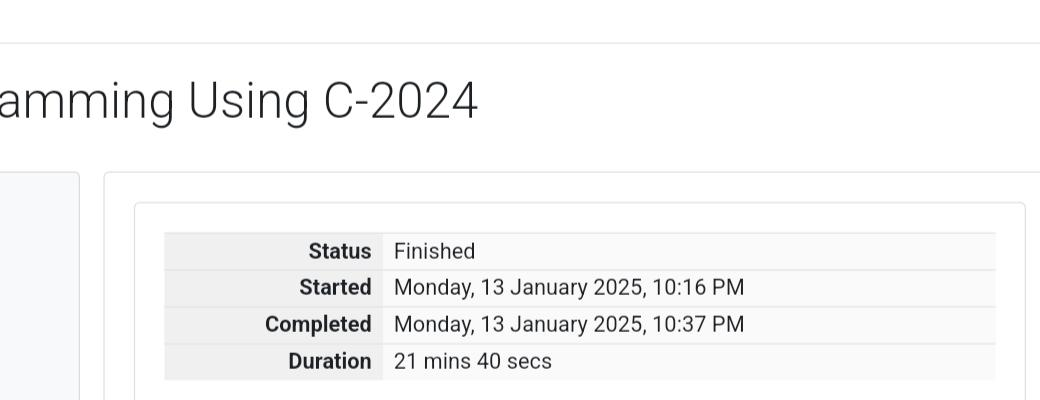 amming Using C-2024
Status Finished
Started Monday, 13 January 2025, 10:16 PM
Completed Monday, 13 January 2025, 10:37 PM
Duration 21 mins 40 secs